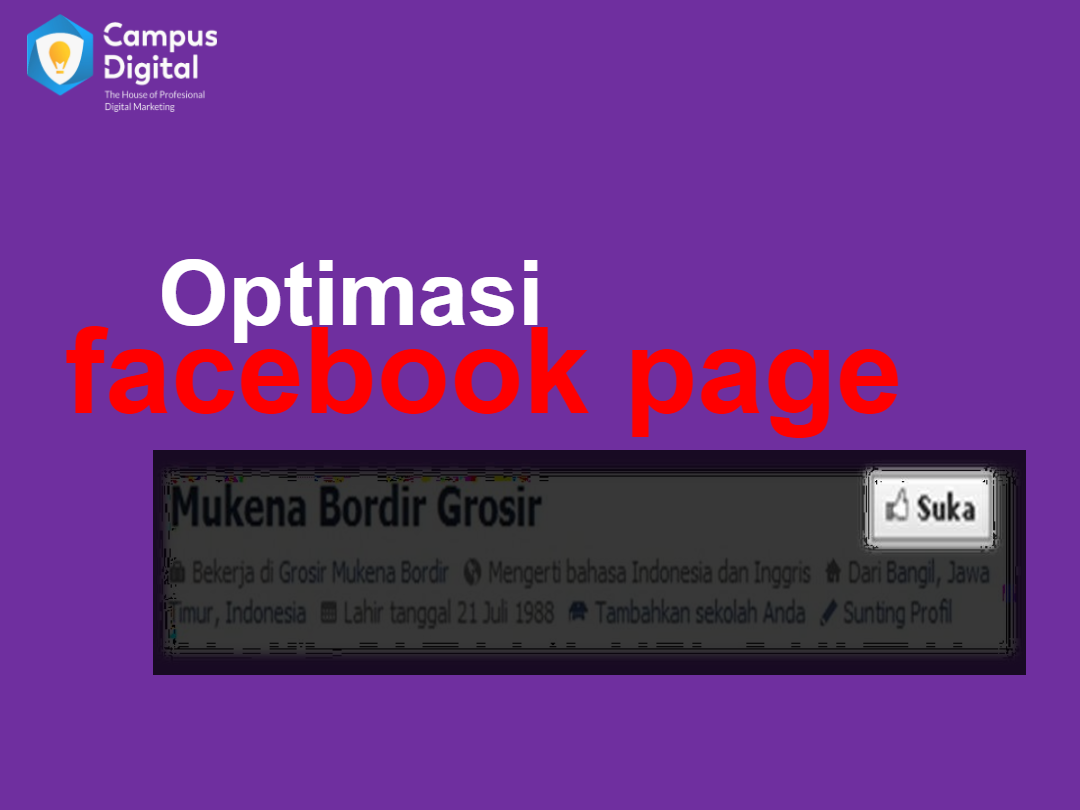 Campus
Digital
The House of Profesional
Digital Marketing
Optimasi
facebook page
Mukena Bordir Grosir
Suka
Bekerja di Grosir Mukena Bordir Mengerti bahasa Indonesia dan Inggris Dari Bangil, Jawa
Timur, Indonesia Lahir tanggal 21 Juli 1988 Tambahkan sekolah Anda Sunting Profil